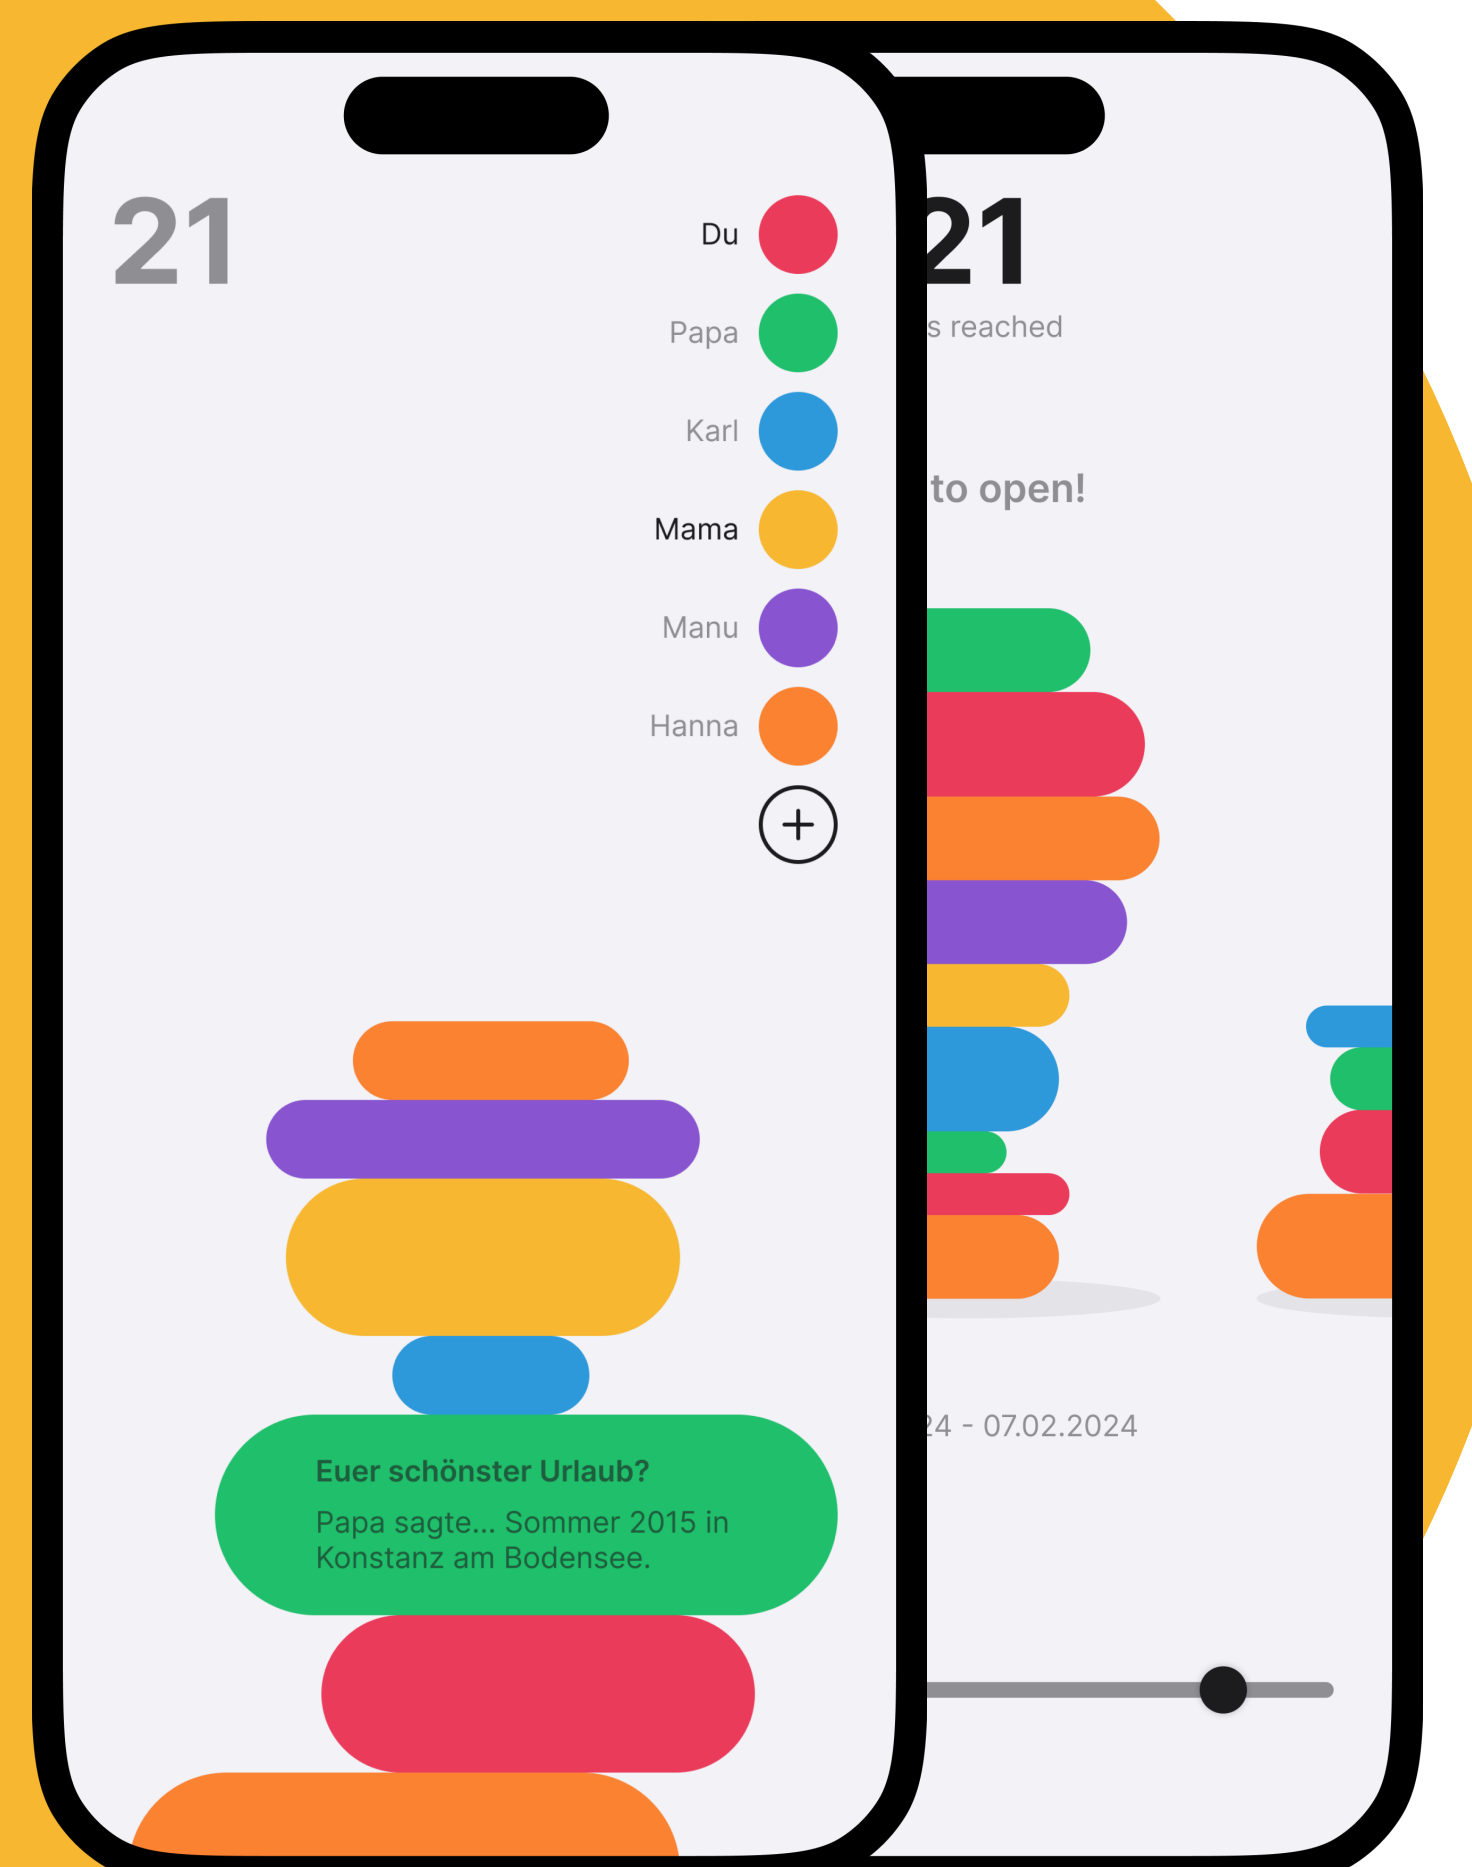 21
Du
Papa
Karl
Mama
Manu
Hanna
Euer schönster Urlaub?
Papa sagte... Sommer 2015 in
Konstanz am Bodensee.
21
s reached
to open!
24 - 07.02.2024